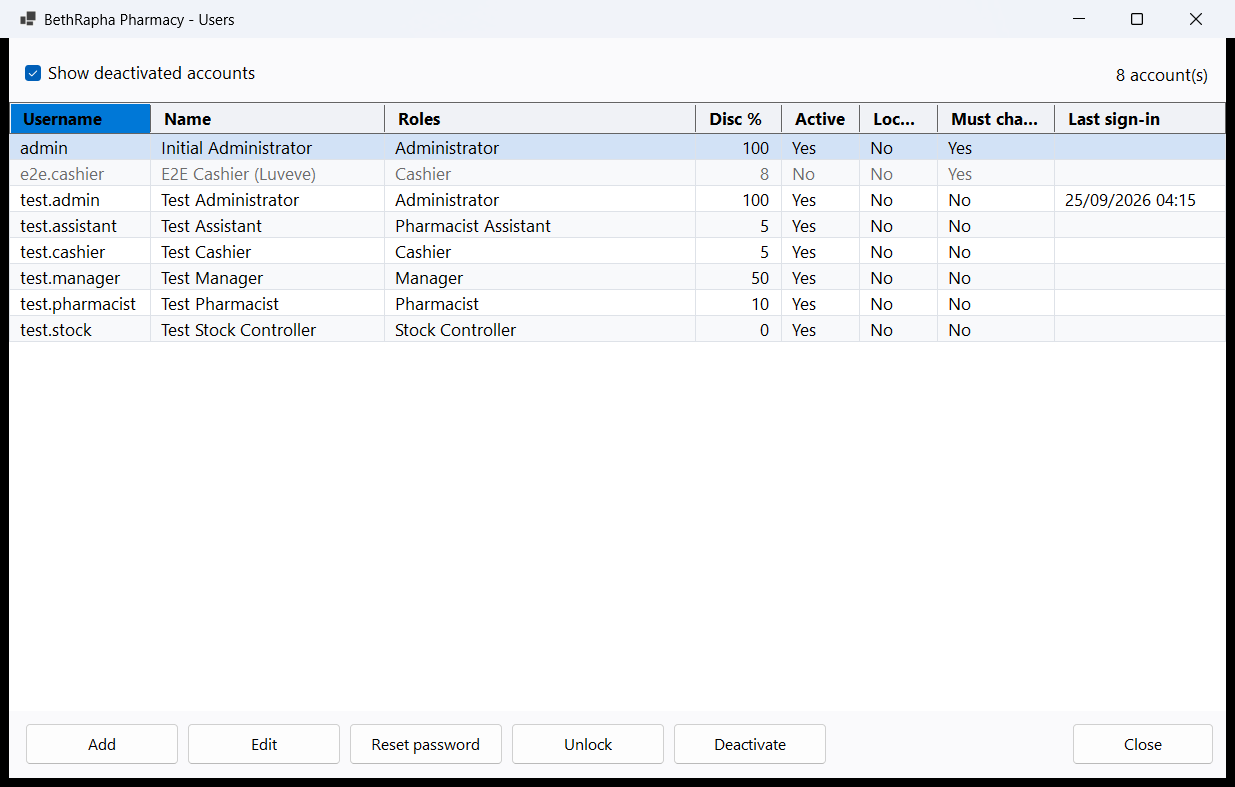 BethRapha Pharmacy - Users
Show deactivated accounts 8 account(s)
Username Name Roles Disc % Active Loc... Must cha... Last sign-in
admin Initial Administrator Administrator 100 Yes No Yes
e2e.cashier E2E Cashier (Luveve) Cashier 8 No No Yes
test.admin Test Administrator Administrator 100 Yes No No 25/09/2026 04:15
test.assistant Test Assistant Pharmacist Assistant 5 Yes No No
test.cashier Test Cashier Cashier 5 Yes No No
test.manager Test Manager Manager 50 Yes No No
test.pharmacist Test Pharmacist Pharmacist 10 Yes No No
test.stock Test Stock Controller Stock Controller 0 Yes No No
Add Edit Reset password Unlock Deactivate Close